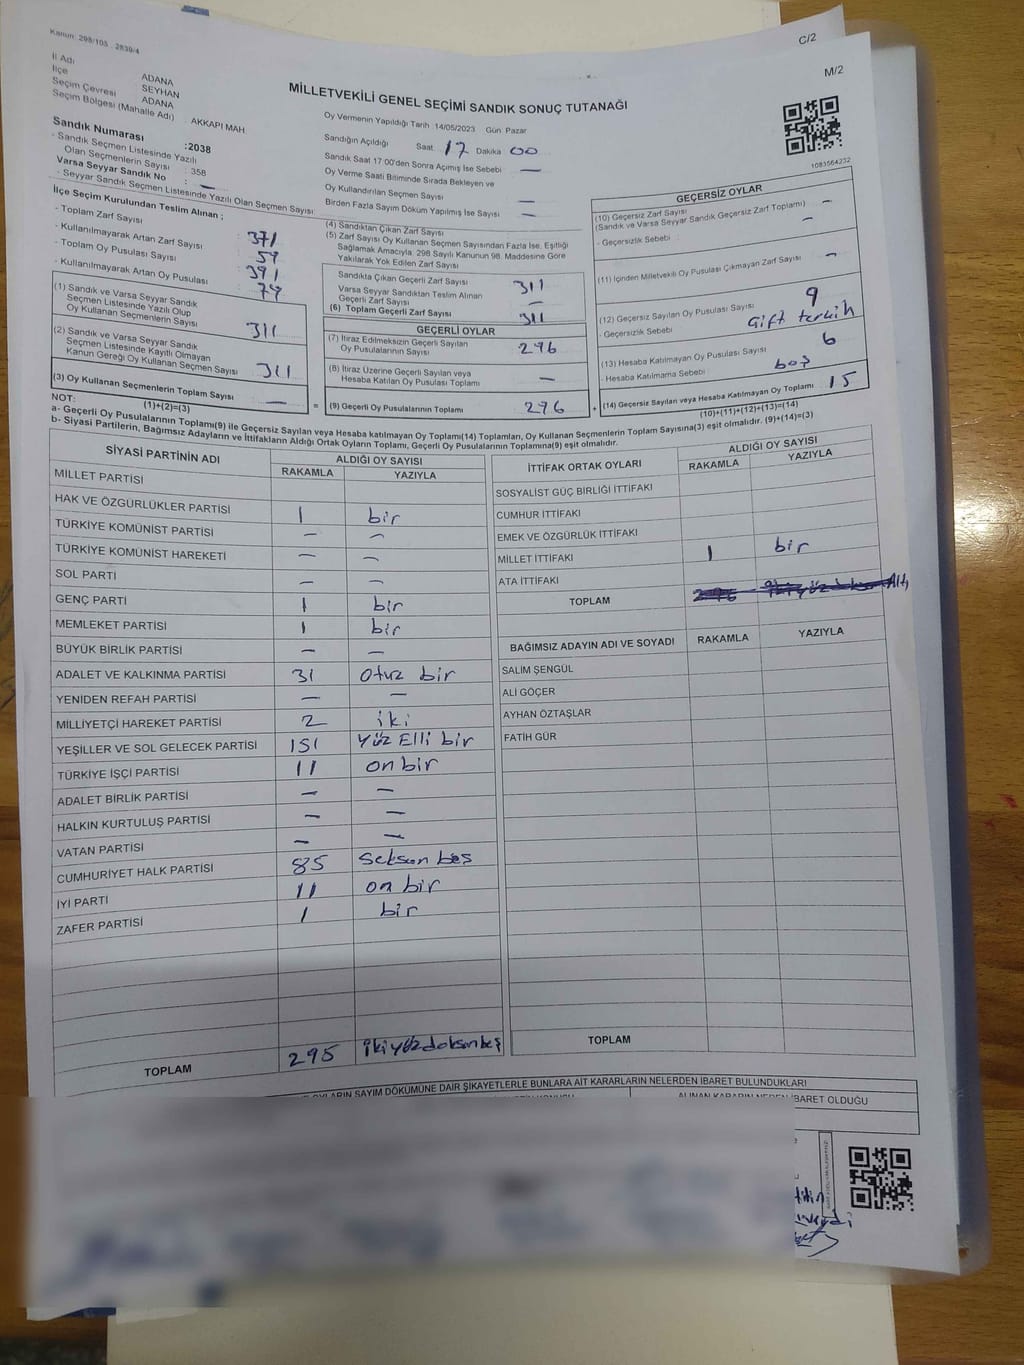 Kanun: 298/105 2839/4
C/2
M/2
İl Adı ADANA
İlçe SEYHAN
Seçim Çevresi ADANA
Seçim Bölgesi (Mahalle Adı) : AKKAPI MAH
MİLLETVEKİLİ GENEL SEÇİMİ SANDIK SONUÇ TUTANAĞI
Oy Vermenin Yapıldığı Tarih 14/05/2023 Gün Pazar
Sandığın Açıldığı Saat 17 Dakika 00
Sandık Saat 17 00'den Sonra Açımış İse Sebebi —
Oy Verme Saati Bitiminde Sırada Bekleyen ve
Oy Kullandırılan Seçmen Sayısı —
Birden Fazla Sayım Döküm Yapılmış İse Sayısı —
1083564232
Sandık Numarası :2038
- Sandık Seçmen Listesinde Yazılı
Olan Seçmenlerin Sayısı : 358
Varsa Seyyar Sandık No : —
- Seyyar Sandık Seçmen Listesinde Yazılı Olan Seçmen Sayısı:
İlçe Seçim Kurulundan Teslim Alınan ;
- Toplam Zarf Sayısı : 371
- Kullanılmayarak Artan Zarf Sayısı : 59
- Toplam Oy Pusulası Sayısı : 391
- Kullanılmayarak Artan Oy Pusulası : 74
(1) Sandık ve Varsa Seyyar Sandık
Seçmen Listesinde Yazılı Olup
Oy Kullanan Seçmenlerin Sayısı 311
(2) Sandık ve Varsa Seyyar Sandık
Seçmen Listesinde Kayıtlı Olmayan
Kanun Gereği Oy Kullanan Seçmen Sayısı 311
(3) Oy Kullanan Seçmenlerin Toplam Sayısı —
(1)+(2)=(3)
(4) Sandıktan Çıkan Zarf Sayısı
(5) Zarf Sayısı Oy Kullanan Seçmen Sayısından Fazla İse, Eşitliği
Sağlamak Amacıyla; 298 Sayılı Kanunun 98. Maddesine Göre
Yakılarak Yok Edilen Zarf Sayısı
Sandıkta Çıkan Geçerli Zarf Sayısı 311
Varsa Seyyar Sandıktan Teslim Alınan
Geçerli Zarf Sayısı —
(6) Toplam Geçerli Zarf Sayısı 311
GEÇERLİ OYLAR
(7) İtiraz Edilmeksizin Geçerli Sayılan
Oy Pusulalarının Sayısı 296
(8) İtiraz Üzerine Geçerli Sayılan veya
Hesaba Katılan Oy Pusulası Toplamı —
(9) Geçerli Oy Pusulalarının Toplamı 296
GEÇERSİZ OYLAR
(10) Geçersiz Zarf Sayısı —
(Sandık ve Varsa Seyyar Sandık Geçersiz Zarf Toplamı) —
- Geçersizlik Sebebi :
(11) İçinden Milletvekili Oy Pusulası Çıkmayan Zarf Sayısı —
(12) Geçersiz Sayılan Oy Pusulası Sayısı 9
- Geçersizlik Sebebi Çift tercih
(13) Hesaba Katılmayan Oy Pusulası Sayısı 6
- Hesaba Katılmama Sebebi boş
(14) Geçersiz Sayılan veya Hesaba Katılmayan Oy Toplamı 15
(10)+(11)+(12)+(13)=(14)
NOT:
a- Geçerli Oy Pusulalarının Toplamı(9) ile Geçersiz Sayılan veya Hesaba katılmayan Oy Toplamı(14) Toplamları, Oy Kullanan Seçmenlerin Toplam Sayısına(3) eşit olmalıdır. (9)+(14)=(3)
b- Siyasi Partilerin, Bağımsız Adayların ve İttifakların Aldığı Ortak Oyların Toplamı, Geçerli Oy Pusulalarının Toplamına(9) eşit olmalıdır.
SİYASİ PARTİNİN ADI ALDIĞI OY SAYISI
RAKAMLA YAZIYLA
MİLLET PARTİSİ
HAK VE ÖZGÜRLÜKLER PARTİSİ 1 bir
TÜRKİYE KOMÜNİST PARTİSİ — —
TÜRKİYE KOMÜNİST HAREKETİ — —
SOL PARTİ — —
GENÇ PARTİ 1 bir
MEMLEKET PARTİSİ 1 bir
BÜYÜK BİRLİK PARTİSİ — —
ADALET VE KALKINMA PARTİSİ 31 Otuz bir
YENİDEN REFAH PARTİSİ — —
MİLLİYETÇİ HAREKET PARTİSİ 2 iki
YEŞİLLER VE SOL GELECEK PARTİSİ 151 Yüz Elli bir
TÜRKİYE İŞÇİ PARTİSİ 11 on bir
ADALET BİRLİK PARTİSİ — —
HALKIN KURTULUŞ PARTİSİ — —
VATAN PARTİSİ — —
CUMHURİYET HALK PARTİSİ 85 Seksen beş
İYİ PARTİ 11 on bir
ZAFER PARTİSİ 1 bir
TOPLAM 295 ikiyüzdoksanbeş
İTTİFAK ORTAK OYLARI ALDIĞI OY SAYISI
RAKAMLA YAZIYLA
SOSYALİST GÜÇ BİRLİĞİ İTTİFAKI
CUMHUR İTTİFAKI
EMEK VE ÖZGÜRLÜK İTTİFAKI
MİLLET İTTİFAKI 1 bir
ATA İTTİFAKI
TOPLAM 296 Altı
BAĞIMSIZ ADAYIN ADI VE SOYADI RAKAMLA YAZIYLA
SALİM ŞENGÜL
ALİ GÖÇER
AYHAN ÖZTAŞLAR
FATİH GÜR
TOPLAM
OYLARIN SAYIM DÖKÜMÜNE DAİR ŞİKAYETLERLE BUNLARA AİT KARARLARIN NELERDEN İBARET BULUNDUKLARI
ALINAN KARARIN NEDEN İBARET OLDUĞU